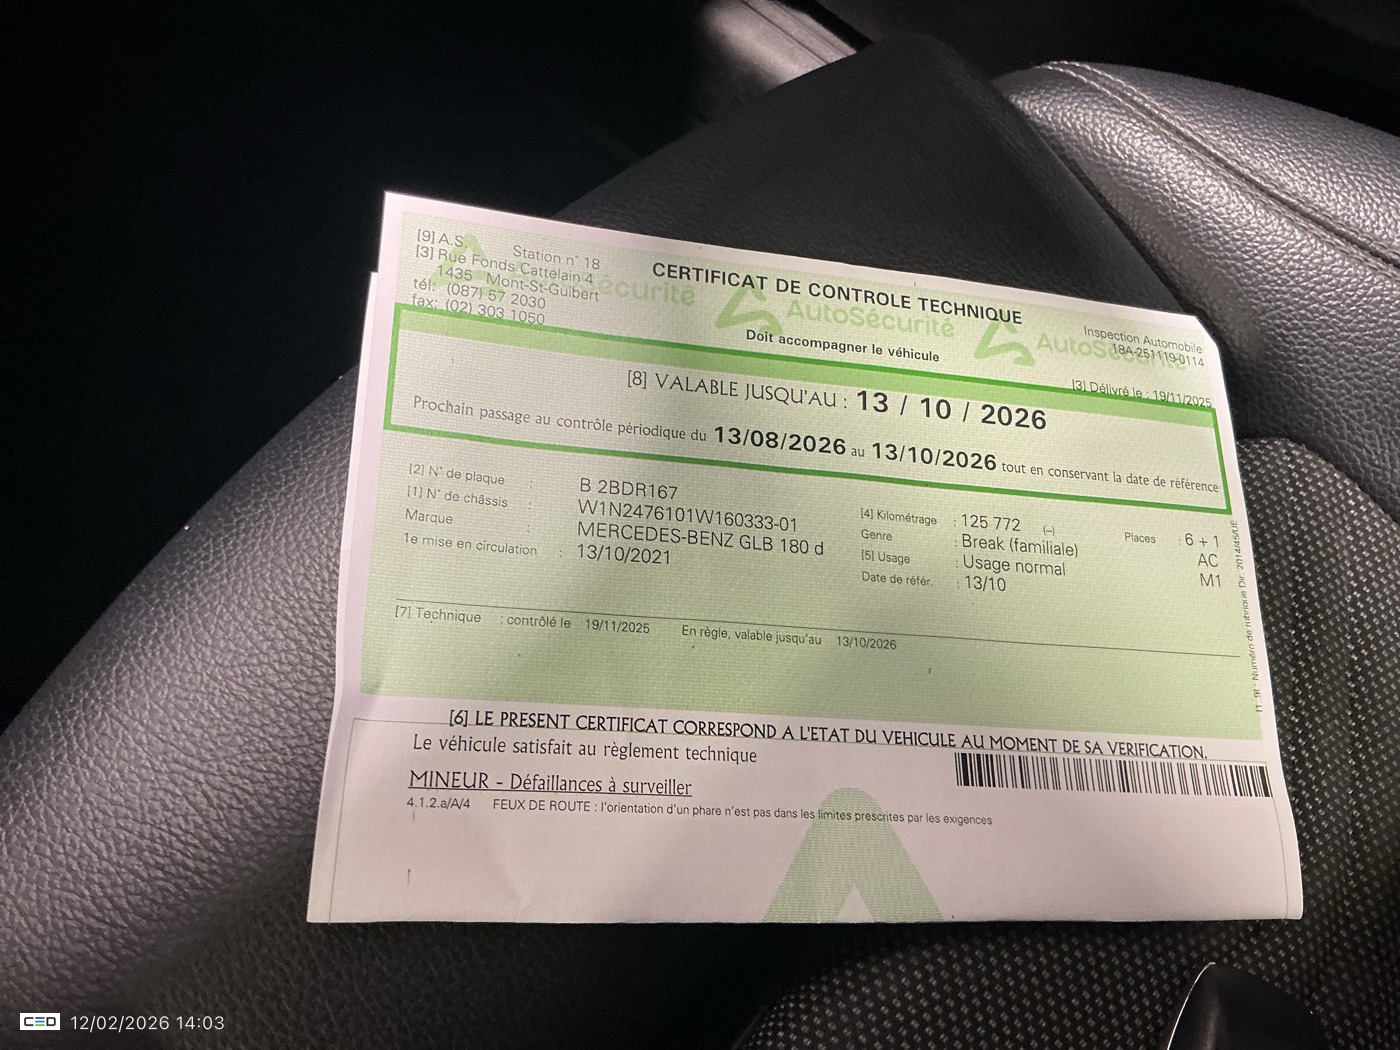 [9] A.S. Station n° 18
[3] Rue Fonds Cattelain 4
1435 Mont-St-Guibert
tél: (087) 57 2030
fax: (02) 303 1050
CERTIFICAT DE CONTROLE TECHNIQUE
AutoSécurité
Doit accompagner le véhicule
Inspection Automobile
18A-251119-0114
[3] Délivré le : 19/11/2025
[8] VALABLE JUSQU'AU : 13 / 10 / 2026
Prochain passage au contrôle périodique du 13/08/2026 au 13/10/2026 tout en conservant la date de référence
[2] N° de plaque B 2BDR167
[1] N° de châssis W1N2476101W160333-01
Marque : MERCEDES-BENZ GLB 180 d
1e mise en circulation : 13/10/2021
[4] Kilométrage : 125 772 (-) Places : 6 + 1
Genre : Break (familiale) AC
[5] Usage : Usage normal M1
Date de référ. : 13/10
[7] Technique : contrôlé le 19/11/2025 En règle, valable jusqu'au 13/10/2026
[1..9] : Numéro de rubrique Dir. 2014/45/UE
[6] LE PRESENT CERTIFICAT CORRESPOND A L'ETAT DU VEHICULE AU MOMENT DE SA VERIFICATION.
Le véhicule satisfait au règlement technique
MINEUR - Défaillances à surveiller
4.1.2.a/A/4 FEUX DE ROUTE : l'orientation d'un phare n'est pas dans les limites prescrites par les exigences
CED 12/02/2026 14:03